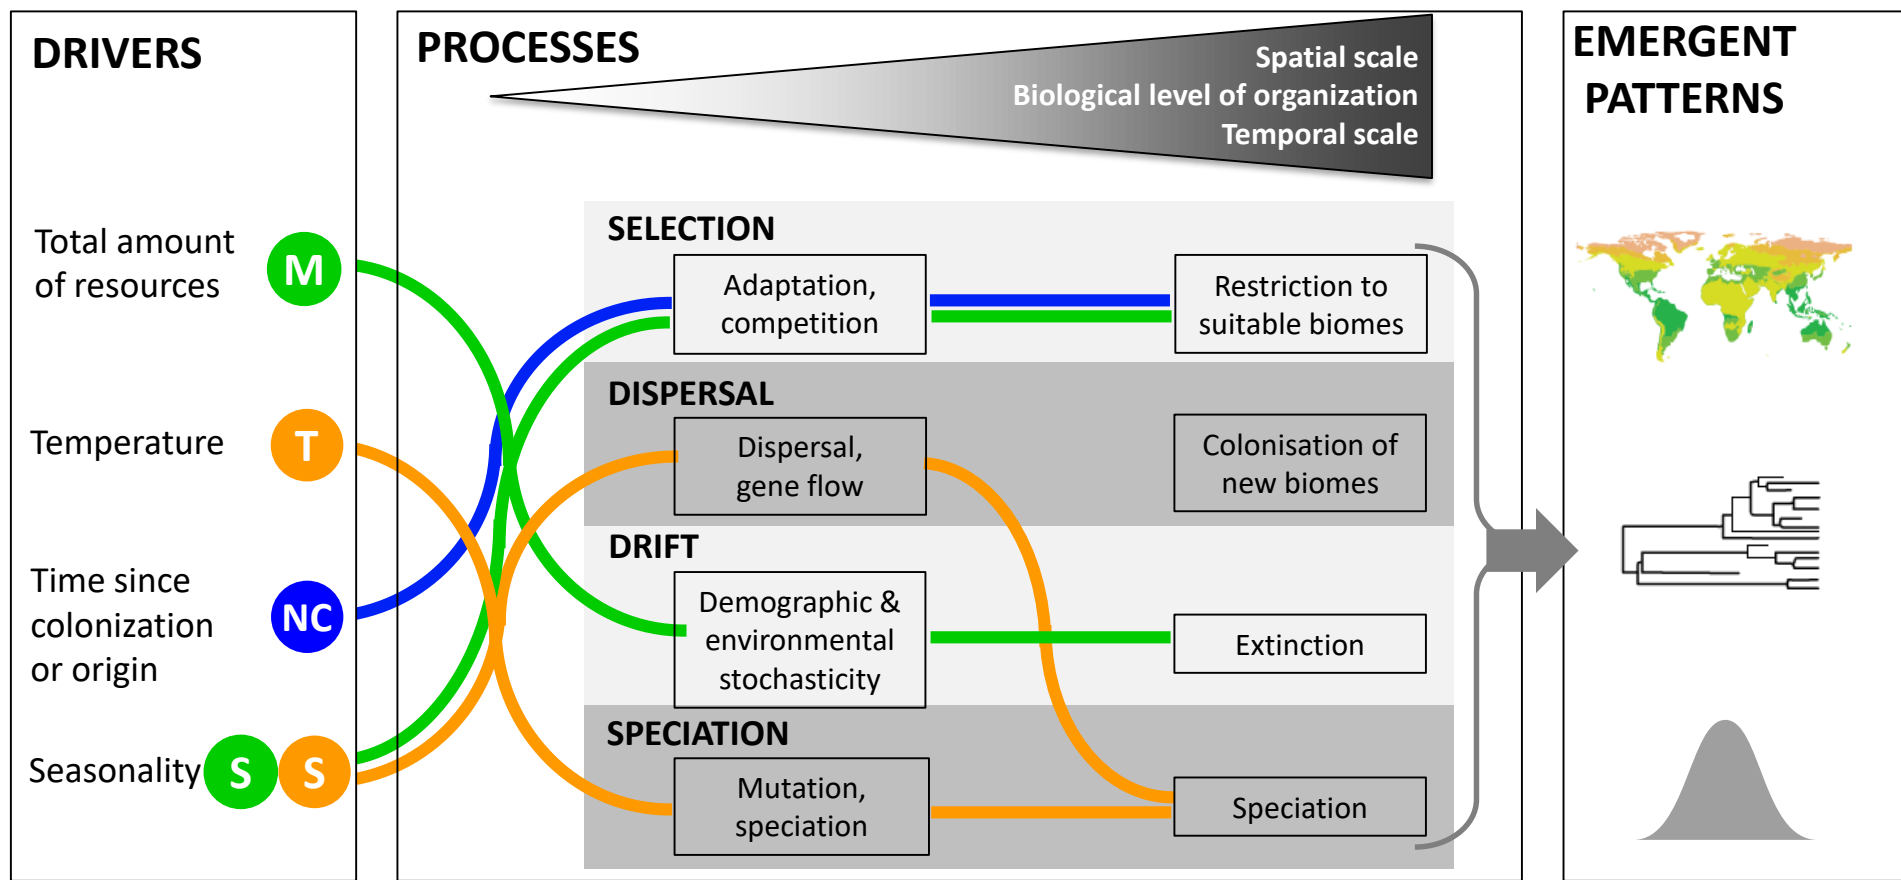 DRIVERS
Total amount
of resources
M
Temperature
T
Time since
colonization
or origin
NC
Seasonality
S
S
PROCESSES
Spatial scale
Biological level of organization
Temporal scale
SELECTION
Adaptation,
competition
Restriction to
suitable biomes
DISPERSAL
Dispersal,
gene flow
Colonisation of
new biomes
DRIFT
Demographic &
environmental
stochasticity
Extinction
SPECIATION
Mutation,
speciation
Speciation
EMERGENT
PATTERNS